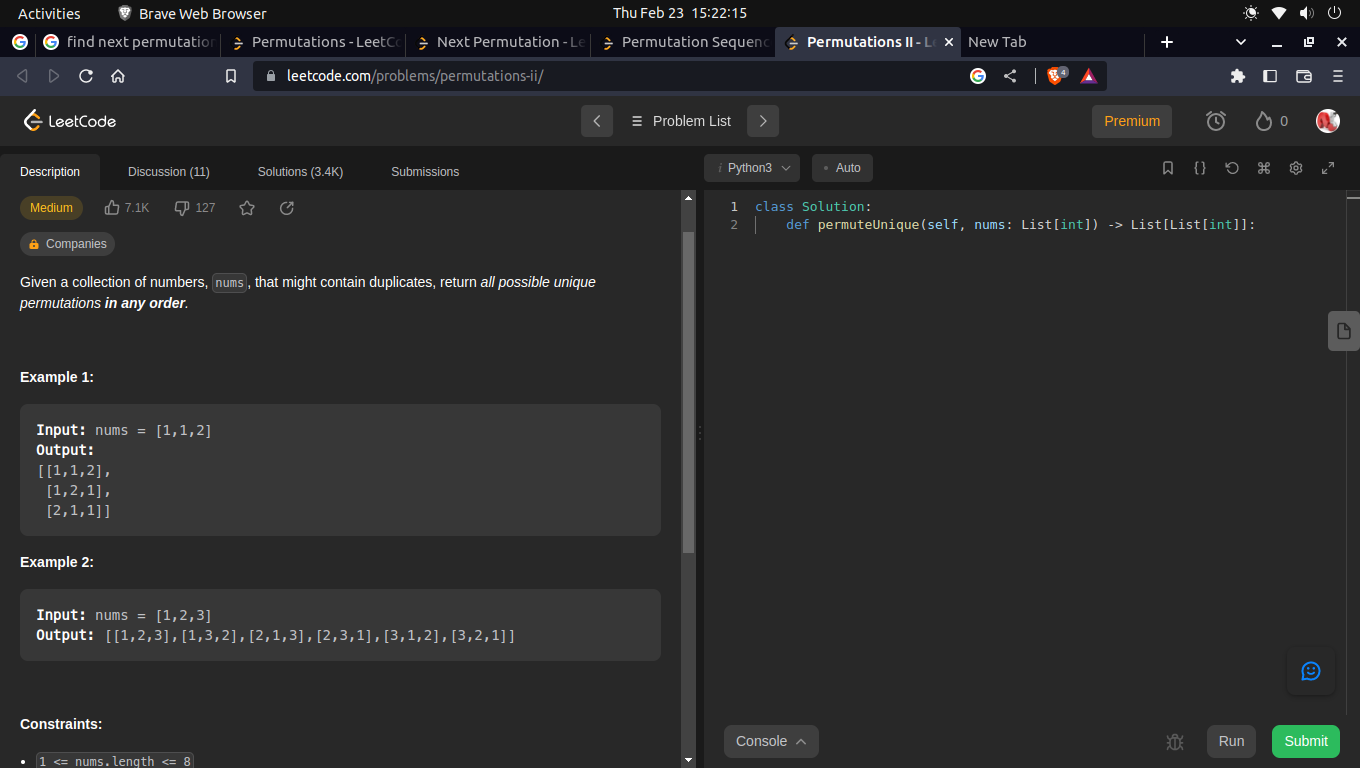 Activities Brave Web Browser Thu Feb 23 15:22:15
find next permutation Permutations - LeetCo Next Permutation - Le Permutation Sequenc Permutations II - Le New Tab
leetcode.com/problems/permutations-ii/ 4
LeetCode Problem List Premium 0
Description Discussion (11) Solutions (3.4K) Submissions
i Python3 Auto
Medium 7.1K 127
Companies
Given a collection of numbers, nums, that might contain duplicates, return all possible unique
permutations in any order.
Example 1:
Input: nums = [1,1,2]
Output:
[[1,1,2],
[1,2,1],
[2,1,1]]
Example 2:
Input: nums = [1,2,3]
Output: [[1,2,3],[1,3,2],[2,1,3],[2,3,1],[3,1,2],[3,2,1]]
Constraints:
1 <= nums.length <= 8
1 class Solution:
2 def permuteUnique(self, nums: List[int]) -> List[List[int]]:
Console Run Submit